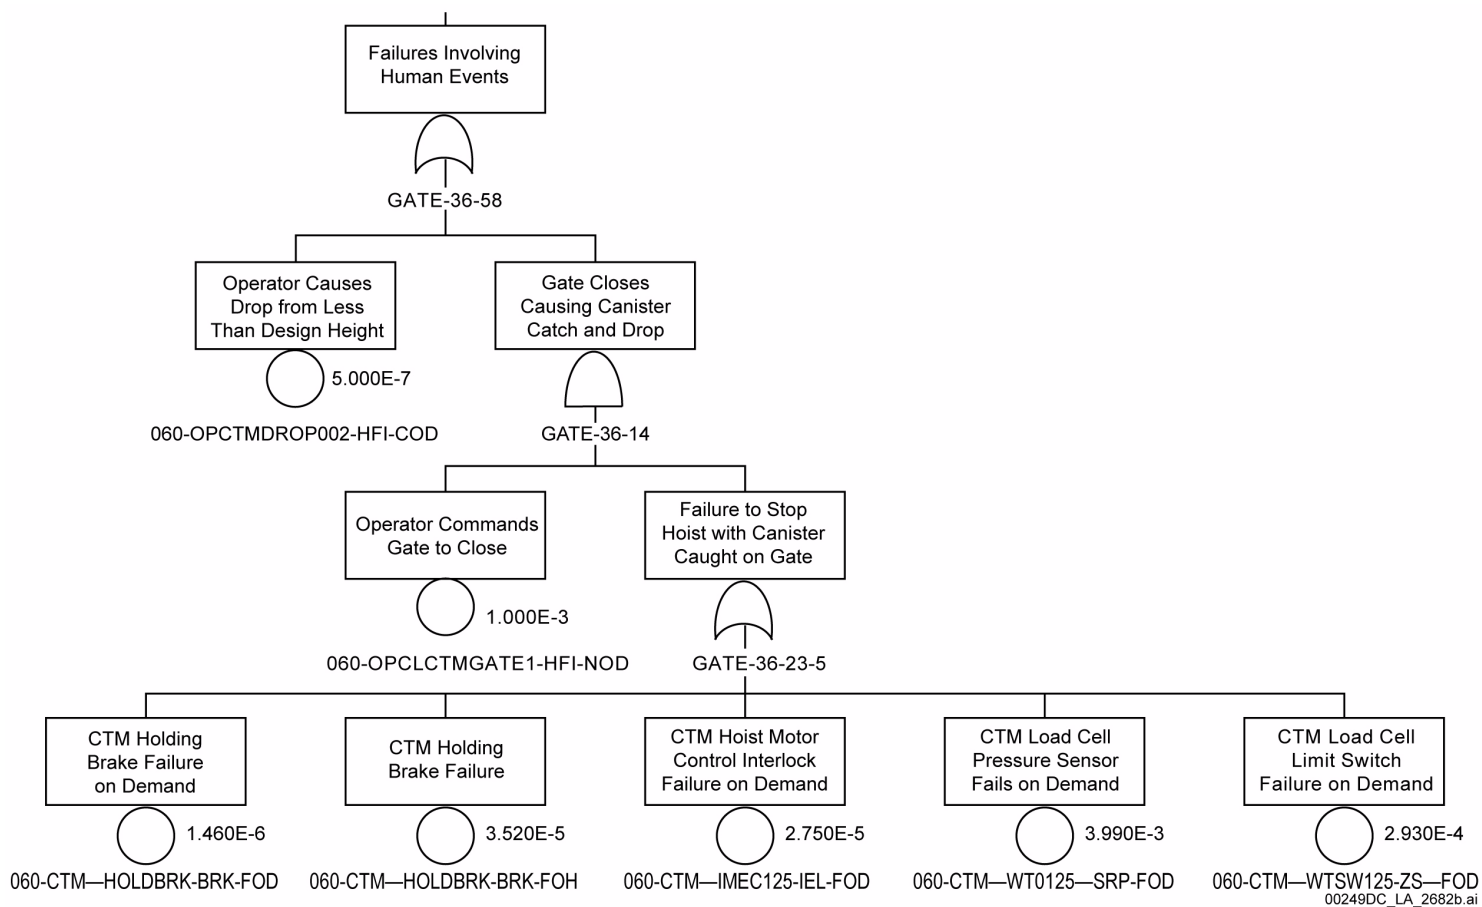 Failures Involving
Human Events
GATE-36-58
Operator Causes
Drop from Less
Than Design Height
5.000E-7
060-OPCTMDROP002-HFI-COD
Gate Closes
Causing Canister
Catch and Drop
GATE-36-14
Operator Commands
Gate to Close
1.000E-3
060-OPCLCTMGATE1-HFI-NOD
Failure to Stop
Hoist with Canister
Caught on Gate
GATE-36-23-5
CTM Holding
Brake Failure
on Demand
1.460E-6
060-CTM—HOLDBRK-BRK-FOD
CTM Holding
Brake Failure
3.520E-5
060-CTM—HOLDBRK-BRK-FOH
CTM Hoist Motor
Control Interlock
Failure on Demand
2.750E-5
060-CTM—IMEC125-IEL-FOD
CTM Load Cell
Pressure Sensor
Fails on Demand
3.990E-3
060-CTM—WT0125—SRP-FOD
CTM Load Cell
Limit Switch
Failure on Demand
2.930E-4
060-CTM—WTSW125-ZS—FOD
00249DC_LA_2682b.ai